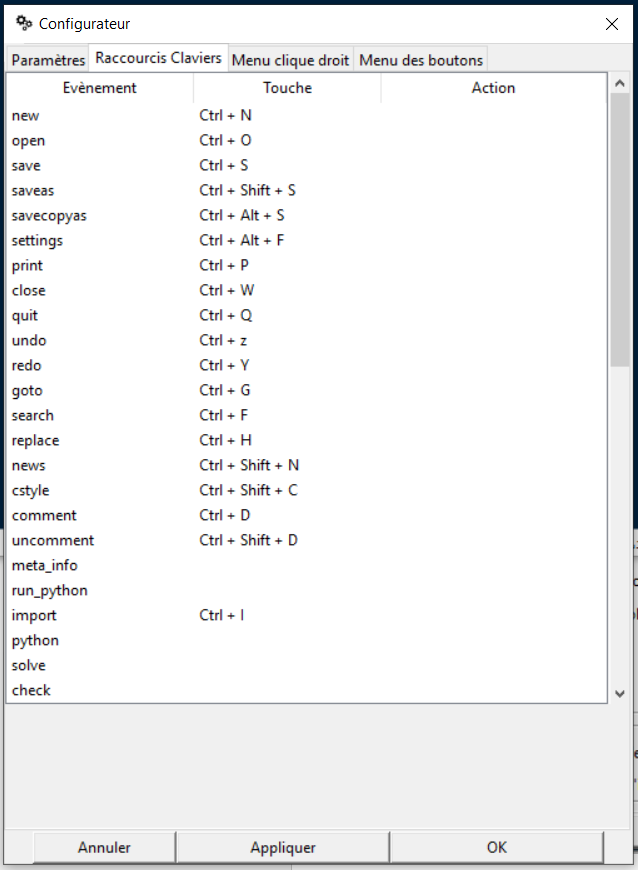 Configurateur
Paramètres Raccourcis Claviers Menu clique droit Menu des boutons
Evènement Touche Action
new Ctrl + N
open Ctrl + O
save Ctrl + S
saveas Ctrl + Shift + S
savecopyas Ctrl + Alt + S
settings Ctrl + Alt + F
print Ctrl + P
close Ctrl + W
quit Ctrl + Q
undo Ctrl + z
redo Ctrl + Y
goto Ctrl + G
search Ctrl + F
replace Ctrl + H
news Ctrl + Shift + N
cstyle Ctrl + Shift + C
comment Ctrl + D
uncomment Ctrl + Shift + D
meta_info
run_python
import Ctrl + I
python
solve
check
Annuler Appliquer OK